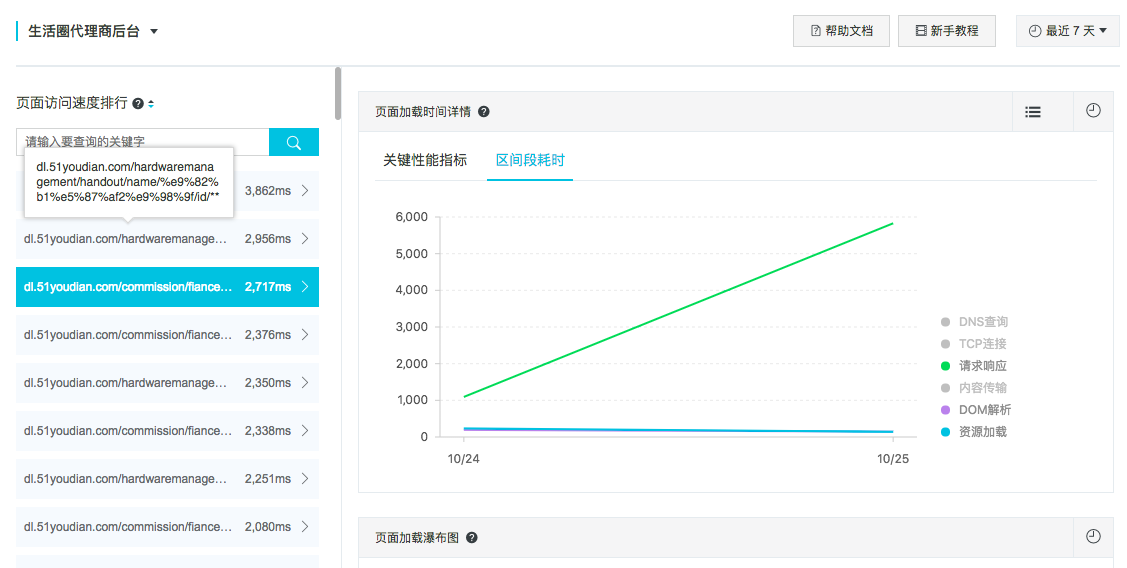 生活圈代理商后台
帮助文档
新手教程
最近 7 天
页面访问速度排行
请输入要查询的关键字
dl.51youdian.com/hardwaremana
gement/handout/name/%e9%82%
b1%e5%87%af2%e9%98%9f/id/**
3,862ms
dl.51youdian.com/hardwaremanage… 2,956ms
dl.51youdian.com/commission/fiance… 2,717ms
dl.51youdian.com/commission/fiance… 2,376ms
dl.51youdian.com/hardwaremanage… 2,350ms
dl.51youdian.com/commission/fiance… 2,338ms
dl.51youdian.com/hardwaremanage… 2,251ms
dl.51youdian.com/commission/fiance… 2,080ms
页面加载时间详情
关键性能指标
区间段耗时
6,000
5,000
4,000
3,000
2,000
1,000
0
10/24
10/25
DNS查询
TCP连接
请求响应
内容传输
DOM解析
资源加载
页面加载瀑布图